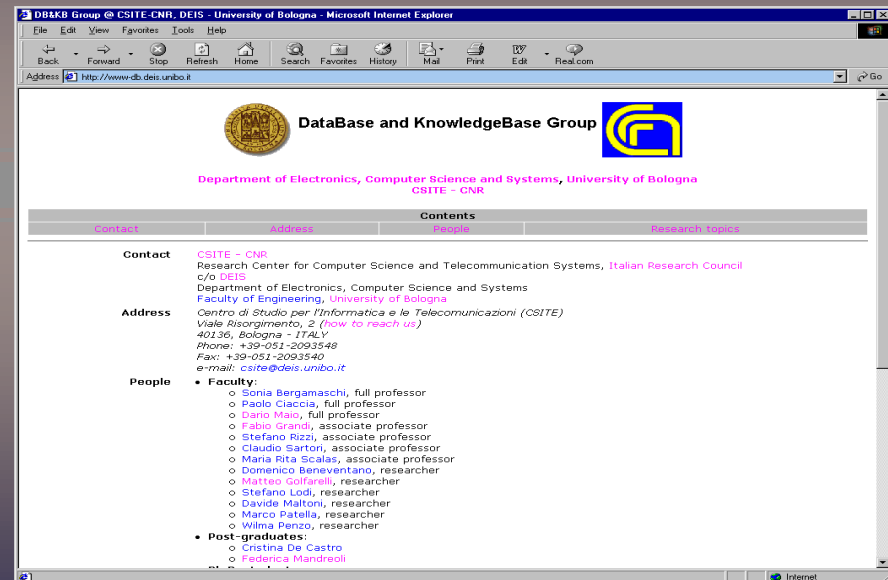 DB&KB Group @ CSITE-CNR, DEIS - University of Bologna - Microsoft Internet Explorer
File Edit View Favorites Tools Help
Back Forward Stop Refresh Home Search Favorites History Mail Print Edit Real.com
Address http://www-db.deis.unibo.it Go
DataBase and KnowledgeBase Group
Department of Electronics, Computer Science and Systems, University of Bologna
CSITE - CNR
Contents
Contact Address People Research topics
Contact CSITE - CNR
Research Center for Computer Science and Telecommunication Systems, Italian Research Council
c/o DEIS
Department of Electronics, Computer Science and Systems
Faculty of Engineering, University of Bologna
Address Centro di Studio per l'Informatica e le Telecomunicazioni (CSITE)
Viale Risorgimento, 2 (how to reach us)
40136, Bologna - ITALY
Phone: +39-051-2093548
Fax: +39-051-2093540
e-mail: csite@deis.unibo.it
People • Faculty:
o Sonia Bergamaschi, full professor
o Paolo Ciaccia, full professor
o Dario Maio, full professor
o Fabio Grandi, associate professor
o Stefano Rizzi, associate professor
o Claudio Sartori, associate professor
o Maria Rita Scalas, associate professor
o Domenico Beneventano, researcher
o Matteo Golfarelli, researcher
o Stefano Lodi, researcher
o Davide Maltoni, researcher
o Marco Patella, researcher
o Wilma Penzo, researcher
• Post-graduates:
o Cristina De Castro
o Federica Mandreoli
Internet